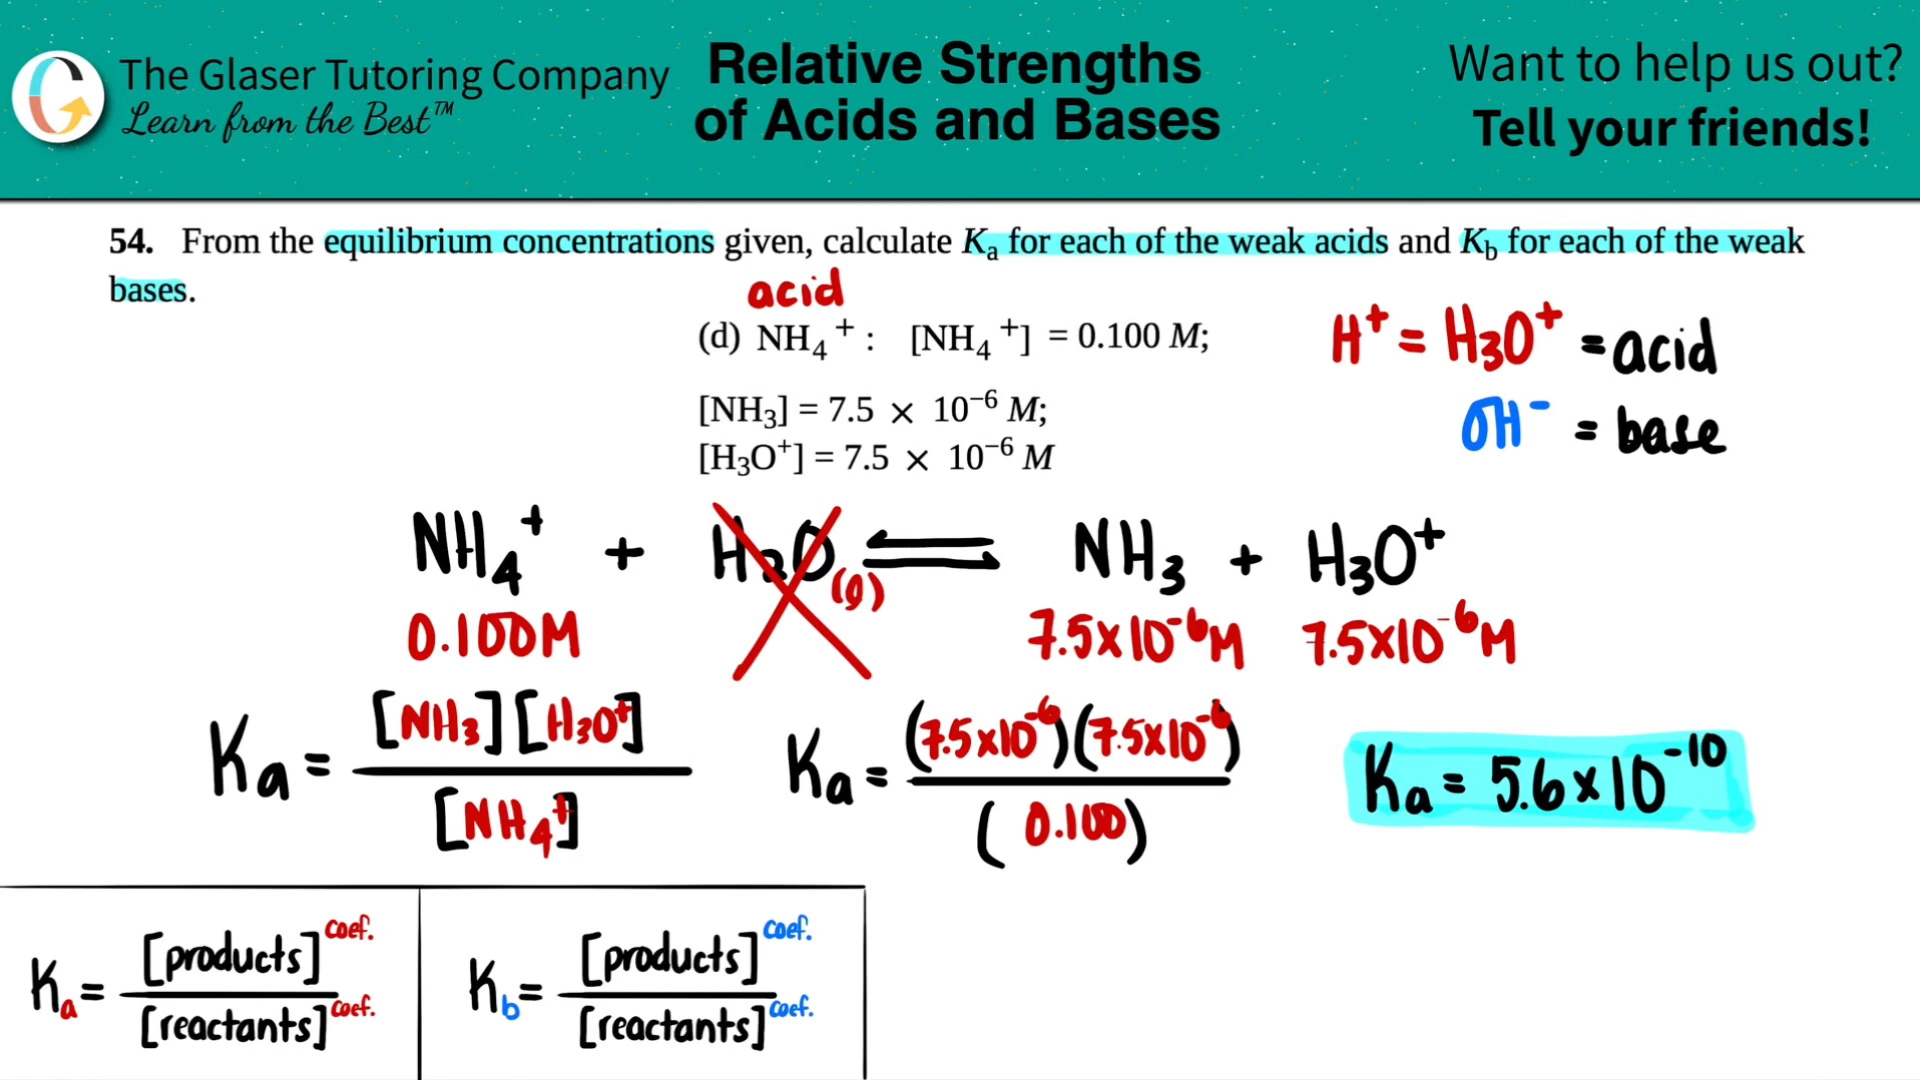 The Glaser Tutoring Company
Learn from the Best™
Relative Strengths
of Acids and Bases
Want to help us out?
Tell your friends!
54. From the equilibrium concentrations given, calculate Kₐ for each of the weak acids and K_b for each of the weak
bases.
acid
(d) NH₄⁺ : [NH₄⁺] = 0.100 M;
[NH₃] = 7.5 × 10⁻⁶ M;
[H₃O⁺] = 7.5 × 10⁻⁶ M
H⁺ = H₃O⁺ = acid
OH⁻ = base
NH₄⁺ + H₂O(l) ⇌ NH₃ + H₃O⁺
0.100M 7.5x10⁻⁶M 7.5x10⁻⁶M
Kₐ = [NH₃][H₃O⁺] / [NH₄⁺] Kₐ = (7.5x10⁻⁶)(7.5x10⁻⁶) / (0.100) Kₐ = 5.6x10⁻¹⁰
Kₐ = [products]^coef. / [reactants]^coef.
K_b = [products]^coef. / [reactants]^coef.